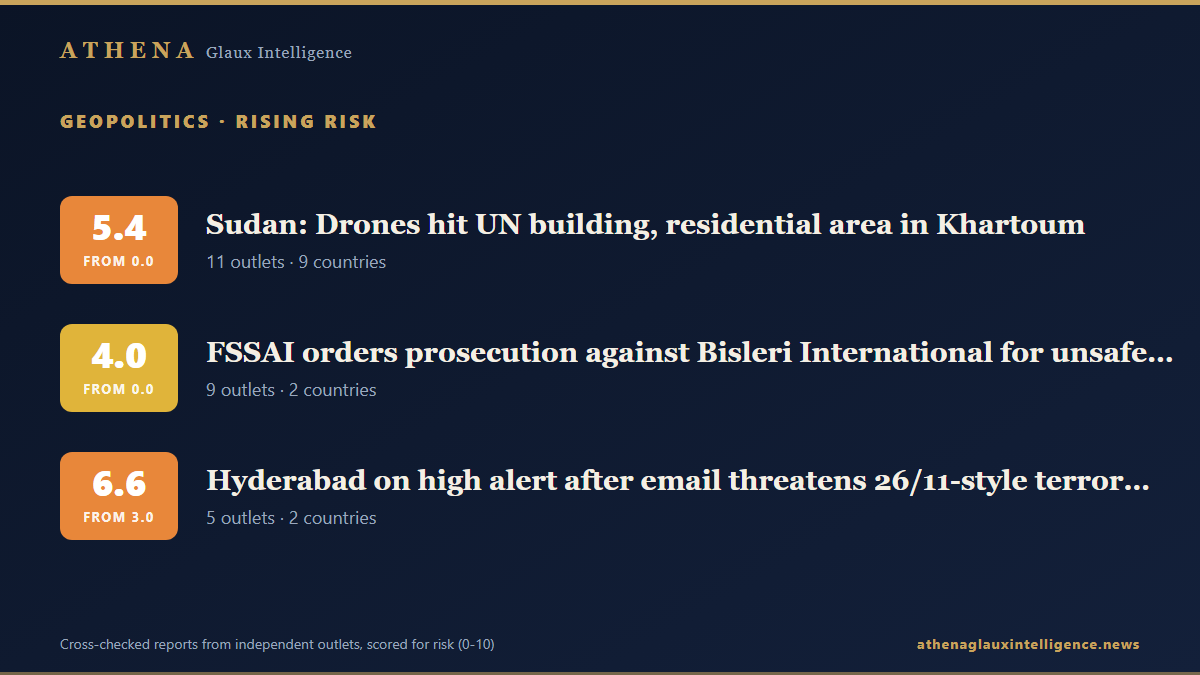 ATHENA Glaux Intelligence
GEOPOLITICS · RISING RISK
5.4
FROM 0.0
Sudan: Drones hit UN building, residential area in Khartoum
11 outlets · 9 countries
4.0
FROM 0.0
FSSAI orders prosecution against Bisleri International for unsafe...
9 outlets · 2 countries
6.6
FROM 3.0
Hyderabad on high alert after email threatens 26/11-style terror...
5 outlets · 2 countries
Cross-checked reports from independent outlets, scored for risk (0-10)
athenaglauxintelligence.news